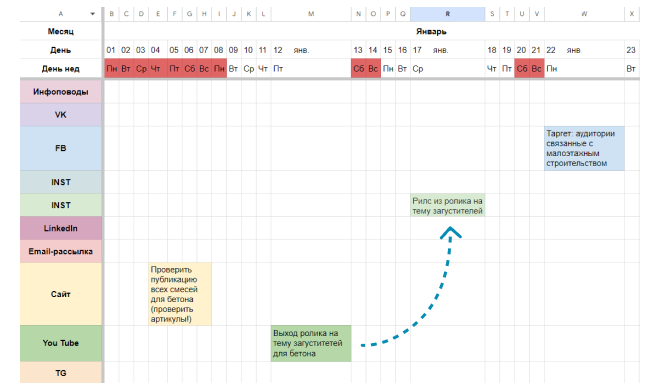 A B C D E F G H I J K L M N O P Q R S T U V W X
Месяц Январь
День 01 02 03 04 05 06 07 08 09 10 11 12 янв. 13 14 15 16 17 янв. 18 19 20 21 22 янв. 23
День нед Пн Вт Ср Чт Пт Сб Вс Пн Вт Ср Чт Пт Сб Вс Пн Вт Ср Чт Пт Сб Вс Пн Вт
Инфоповоды
VK
FB
Таргет: аудитории
связанные с
малоэтажным
строительством
INST
INST
Рилс из ролика на
тему загустителей
LinkedIn
Email-рассылка
Сайт
Проверить
публикацию
всех смесей
для бетона
(проверить
артикулы!)
You Tube
Выход ролика на
тему загустетелей
для бетона
TG